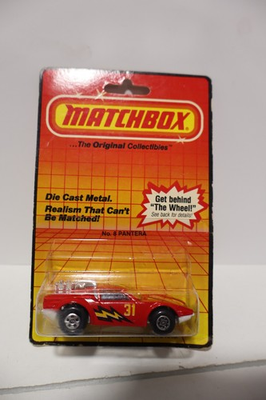 MATCHBOX
...The Original Collectibles
Die Cast Metal.
Realism That Can't
Be Matched!
Get behind
"The Wheel!"
See back for details!
No. 8 PANTERA
31